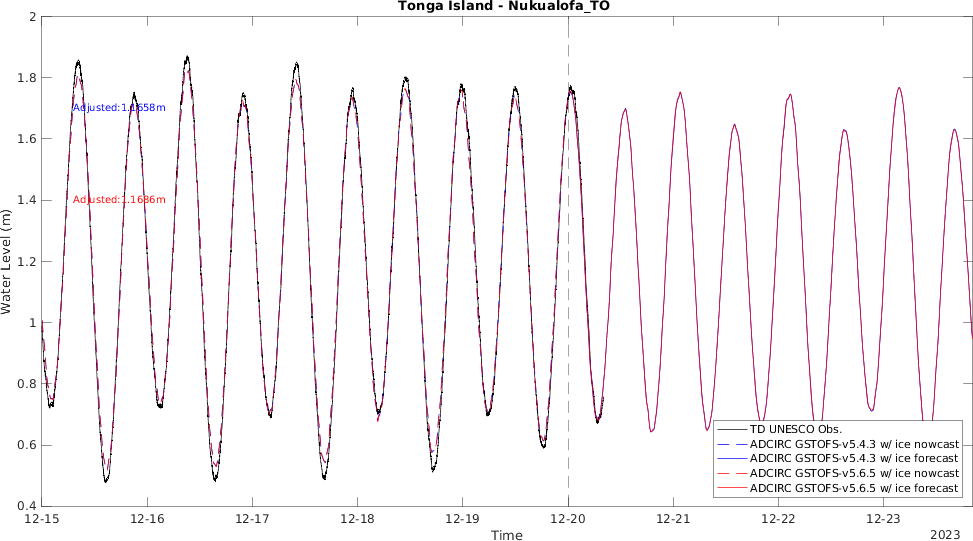 Tonga Island - Nukualofa_TO
2
1.8
1.6
1.4
1.2
1
0.8
0.6
0.4
Water Level (m)
Adjusted:1.1658m
Adjusted:1.1686m
TD UNESCO Obs.
ADCIRC GSTOFS-v5.4.3 w/ ice nowcast
ADCIRC GSTOFS-v5.4.3 w/ ice forecast
ADCIRC GSTOFS-v5.6.5 w/ ice nowcast
ADCIRC GSTOFS-v5.6.5 w/ ice forecast
12-15 12-16 12-17 12-18 12-19 12-20 12-21 12-22 12-23
Time
2023